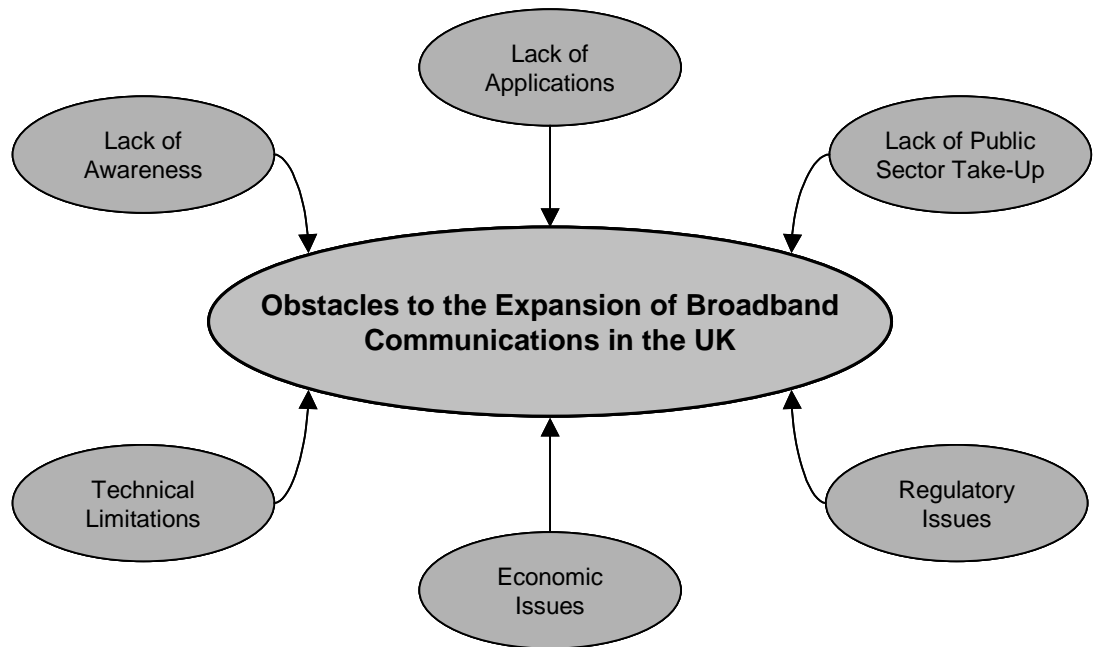 Lack of
Applications
Lack of
Awareness
Lack of Public
Sector Take-Up
Obstacles to the Expansion of Broadband
Communications in the UK
Technical
Limitations
Regulatory
Issues
Economic
Issues